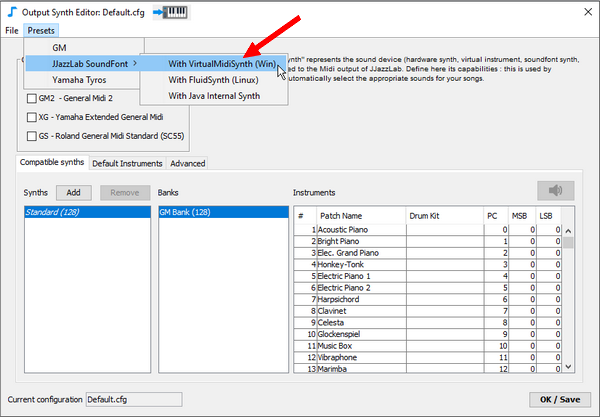 Output Synth Editor: Default.cfg
File Presets
GM
JJazzLab SoundFont
Yamaha Tyros
With VirtualMidiSynth (Win)
With FluidSynth (Linux)
With Java Internal Synth
ynth" represents the sound device (hardware synth, virtual instrument, soundfont synth,
ed to the Midi output of JJazzLab. Define here its capabilities : this is used by
utomatically select the appropriate sounds for your songs.
GM2 - General Midi 2
XG - Yamaha Extended General Midi
GS - Roland General Midi Standard (SC55)
Compatible synths Default Instruments Advanced
Synths Add Remove Banks Instruments
Standard (128)
GM Bank (128)
# Patch Name Drum Kit PC MSB LSB
1 Acoustic Piano 0 0 0
2 Bright Piano 1 0 0
3 Elec. Grand Piano 2 0 0
4 Honkey-Tonk 3 0 0
5 Electric Piano 1 4 0 0
6 Electric Piano 2 5 0 0
7 Harpsichord 6 0 0
8 Clavinet 7 0 0
9 Celesta 8 0 0
10 Glockenspiel 9 0 0
11 Music Box 10 0 0
12 Vibraphone 11 0 0
13 Marimba 12 0 0
Current configuration Default.cfg OK / Save